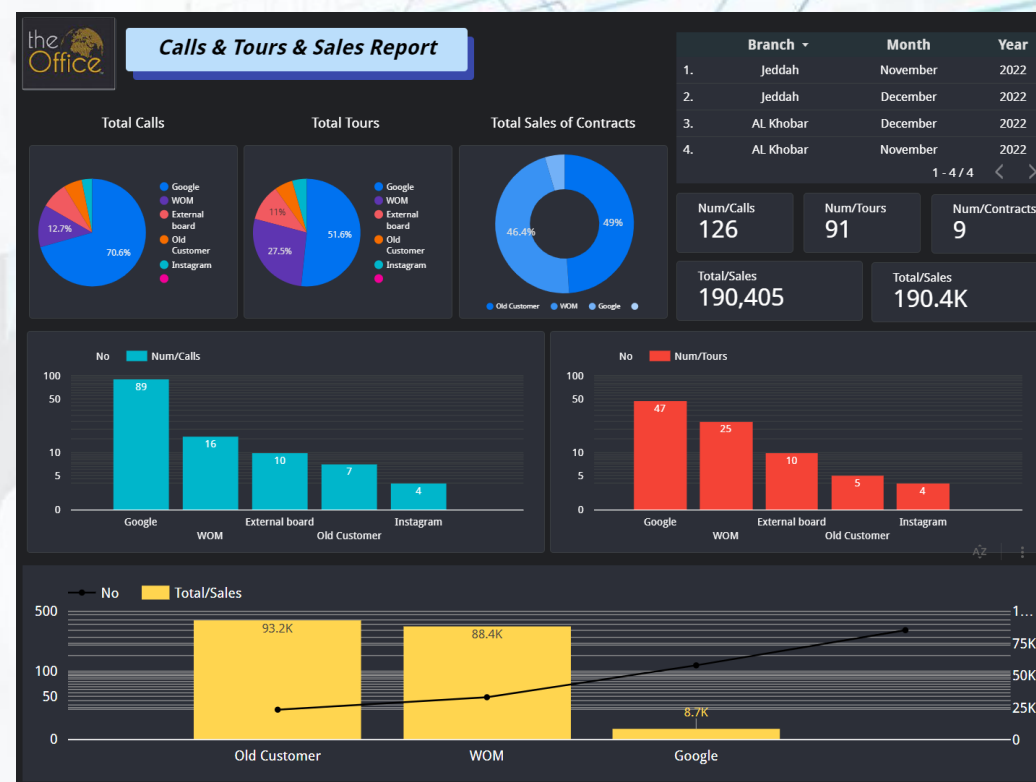 the
Office
Calls & Tours & Sales Report
Branch Month Year
1. Jeddah November 2022
2. Jeddah December 2022
3. AL Khobar December 2022
4. AL Khobar November 2022
1 - 4 / 4
Total Calls
Total Tours
Total Sales of Contracts
12.7%
70.6%
Google
WOM
External
board
Old
Customer
Instagram
11%
27.5%
51.6%
Google
WOM
External
board
Old
Customer
Instagram
46.4%
49%
Old Customer WOM Google
Num/Calls
126
Num/Tours
91
Num/Contracts
9
Total/Sales
190,405
Total/Sales
190.4K
No Num/Calls
100
50
10
5
0
89
16
10
7
4
Google
WOM
External board
Old Customer
Instagram
No Num/Tours
100
50
10
5
0
47
25
10
5
4
Google
WOM
External board
Old Customer
Instagram
AZ
No Total/Sales
500
100
50
0
93.2K
88.4K
8.7K
1...
75K
50K
25K
0
Old Customer
WOM
Google